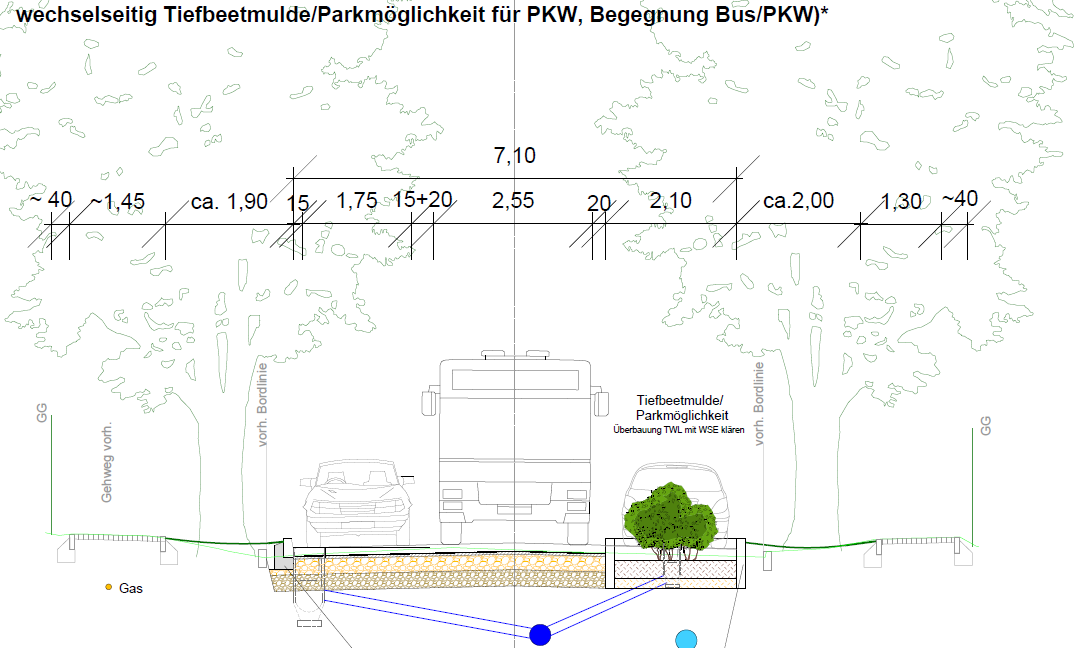 wechselseitig Tiefbeetmulde/Parkmöglichkeit für PKW, Begegnung Bus/PKW)*
7,10
~ 40 ~1,45 ca. 1,90 15 1,75 15+20 2,55 20 2,10 ca.2,00 1,30 ~40
GG
Gehweg vorh.
vorh. Bordlinie
Tiefbeetmulde/
Parkmöglichkeit
Überbauung TWL mit WSE klären
vorh. Bordlinie
GG
Gas